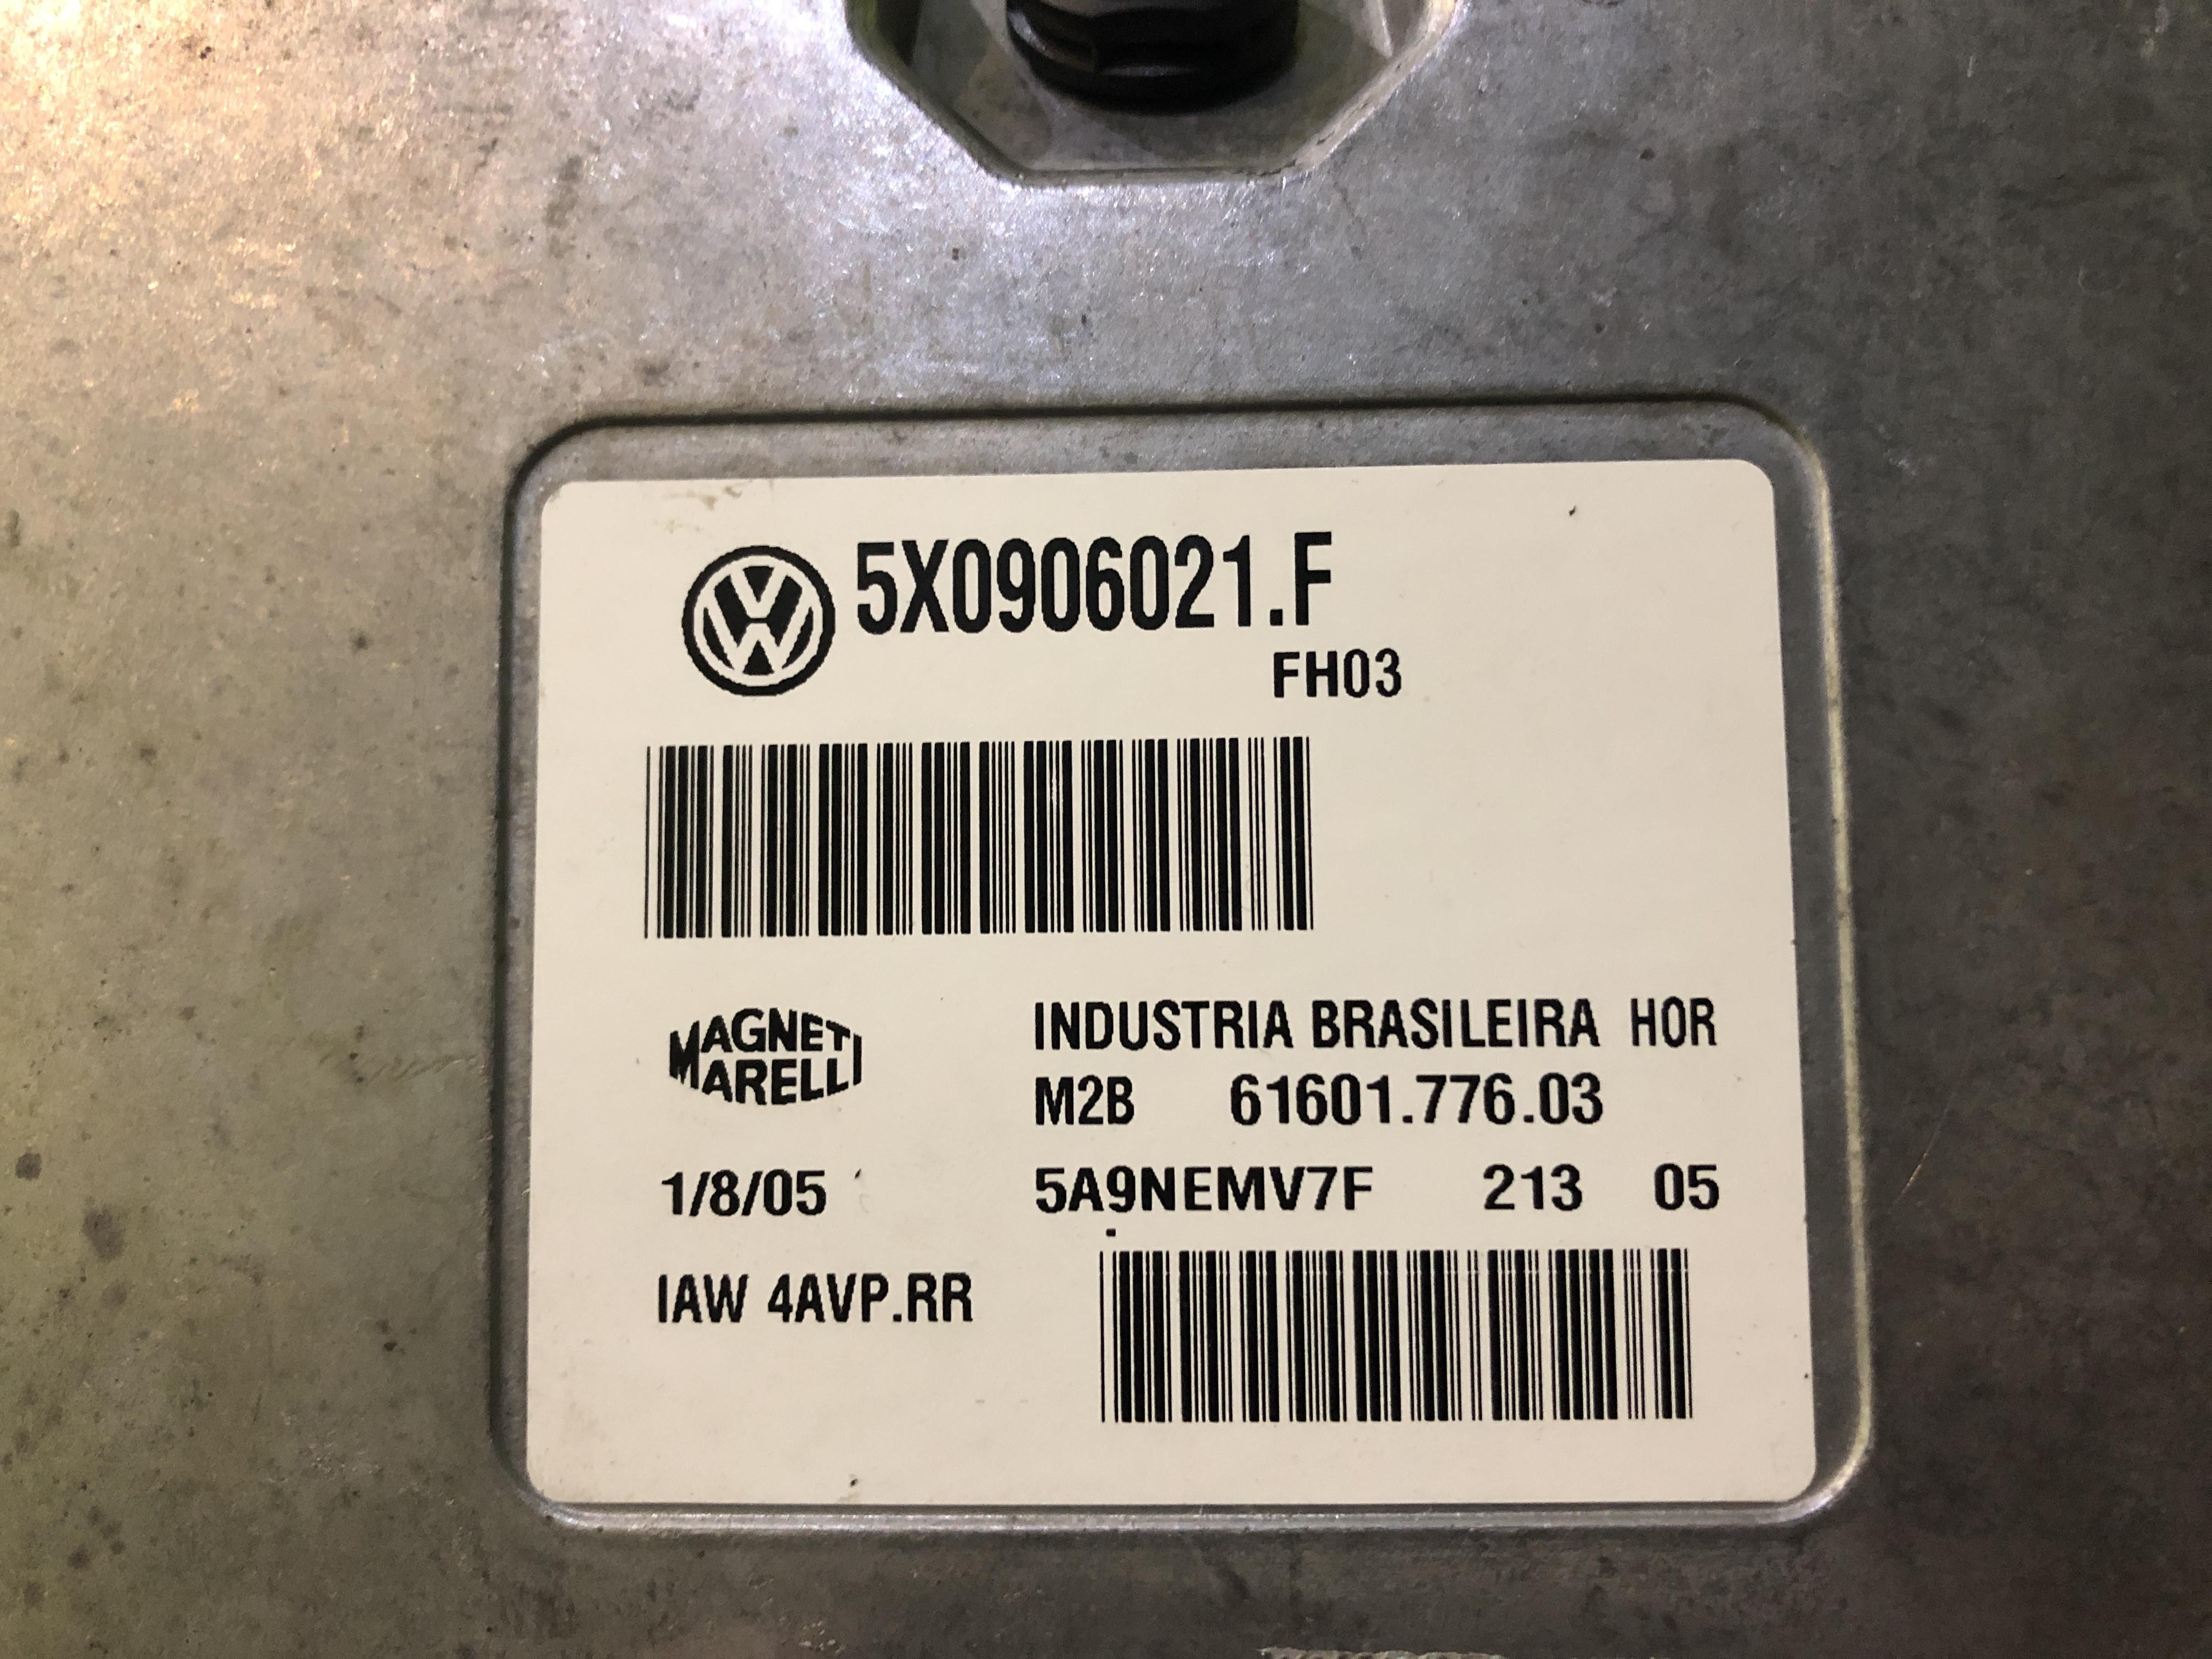 5X0906021.F
FH03
MAGNETI
MARELLI
INDUSTRIA BRASILEIRA HOR
M2B 61601.776.03
1/8/05 5A9NEMV7F 213 05
IAW 4AVP.RR